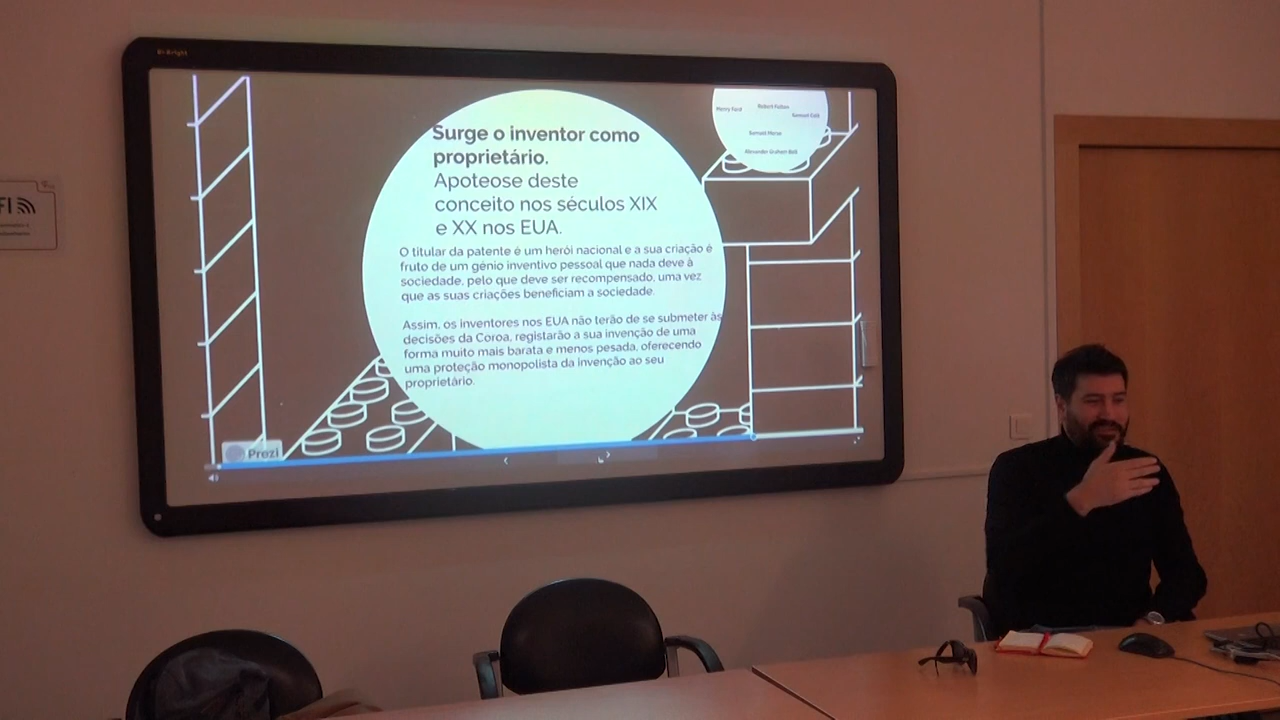 Surge o inventor como
proprietário.
Apoteose deste
conceito nos séculos XIX
e XX nos EUA.
O titular da patente é um herói nacional e a sua criação é
fruto de um génio inventivo pessoal que nada deve à
sociedade, pelo que deve ser recompensado, uma vez
que as suas criações beneficiam a sociedade.
Assim, os inventores nos EUA não terão de se submeter às
decisões da Coroa, registarão a sua invenção de uma
forma muito mais barata e menos pesada, oferecendo
uma proteção monopolista da invenção ao seu
proprietário.
Henry Ford
Robert Fulton
Samuel Colt
Samuel Morse
Alexander Graham Bell
Prezi
FI